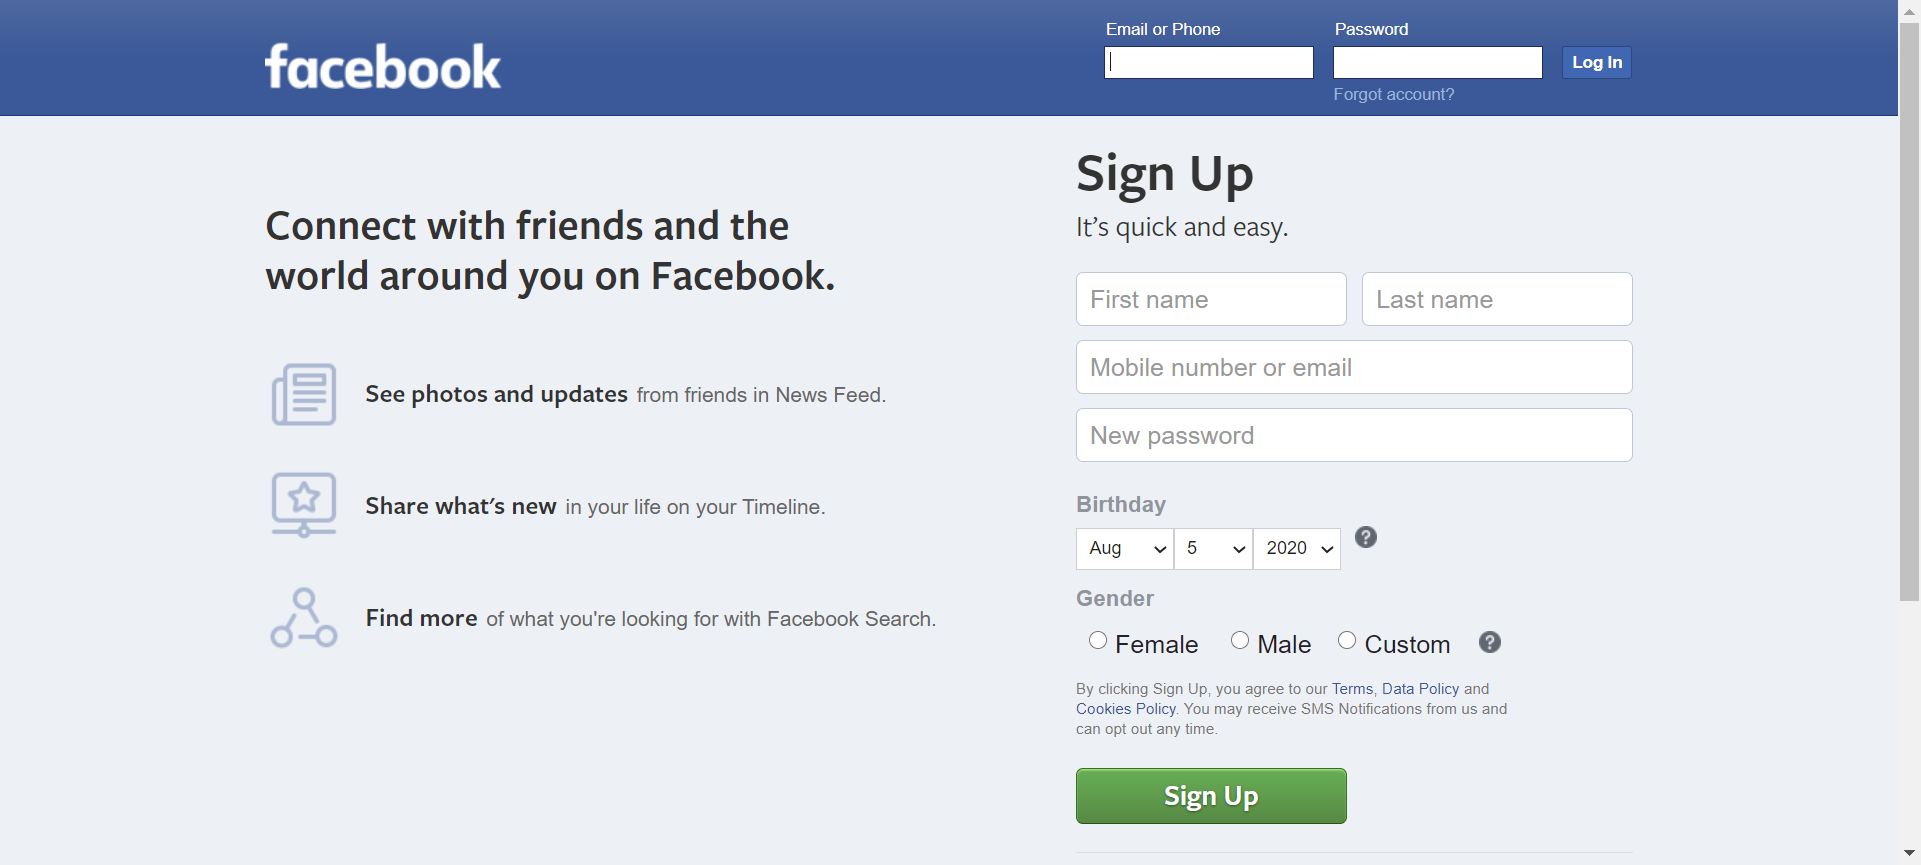 facebook
Email or Phone
Password
Log In
Forgot account?
Connect with friends and the
world around you on Facebook.
See photos and updates from friends in News Feed.
Share what's new in your life on your Timeline.
Find more of what you're looking for with Facebook Search.
Sign Up
It's quick and easy.
First name
Last name
Mobile number or email
New password
Birthday
Aug
5
2020
?
Gender
Female
Male
Custom
?
By clicking Sign Up, you agree to our Terms, Data Policy and
Cookies Policy. You may receive SMS Notifications from us and
can opt out any time.
Sign Up